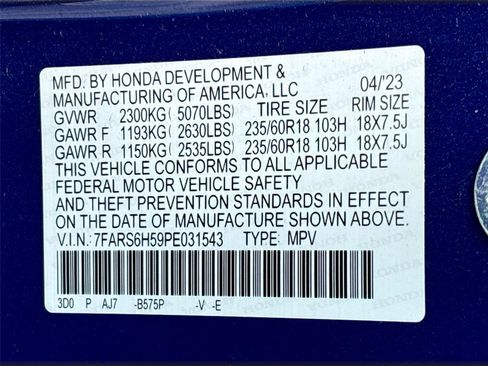 MFD. BY HONDA DEVELOPMENT & 04/'23
MANUFACTURING OF AMERICA, LLC
GVWR 2300KG(5070LBS) TIRE SIZE RIM SIZE
GAWR F 1193KG(2630LBS) 235/60R18 103H 18X7.5J
GAWR R 1150KG(2535LBS) 235/60R18 103H 18X7.5J
THIS VEHICLE CONFORMS TO ALL APPLICABLE
FEDERAL MOTOR VEHICLE SAFETY
AND THEFT PREVENTION STANDARDS IN EFFECT
ON THE DATE OF MANUFACTURE SHOWN ABOVE.
V.I.N.: 7FARS6H59PE031543 TYPE: MPV
3D0 P AJ7 -B575P -V -E